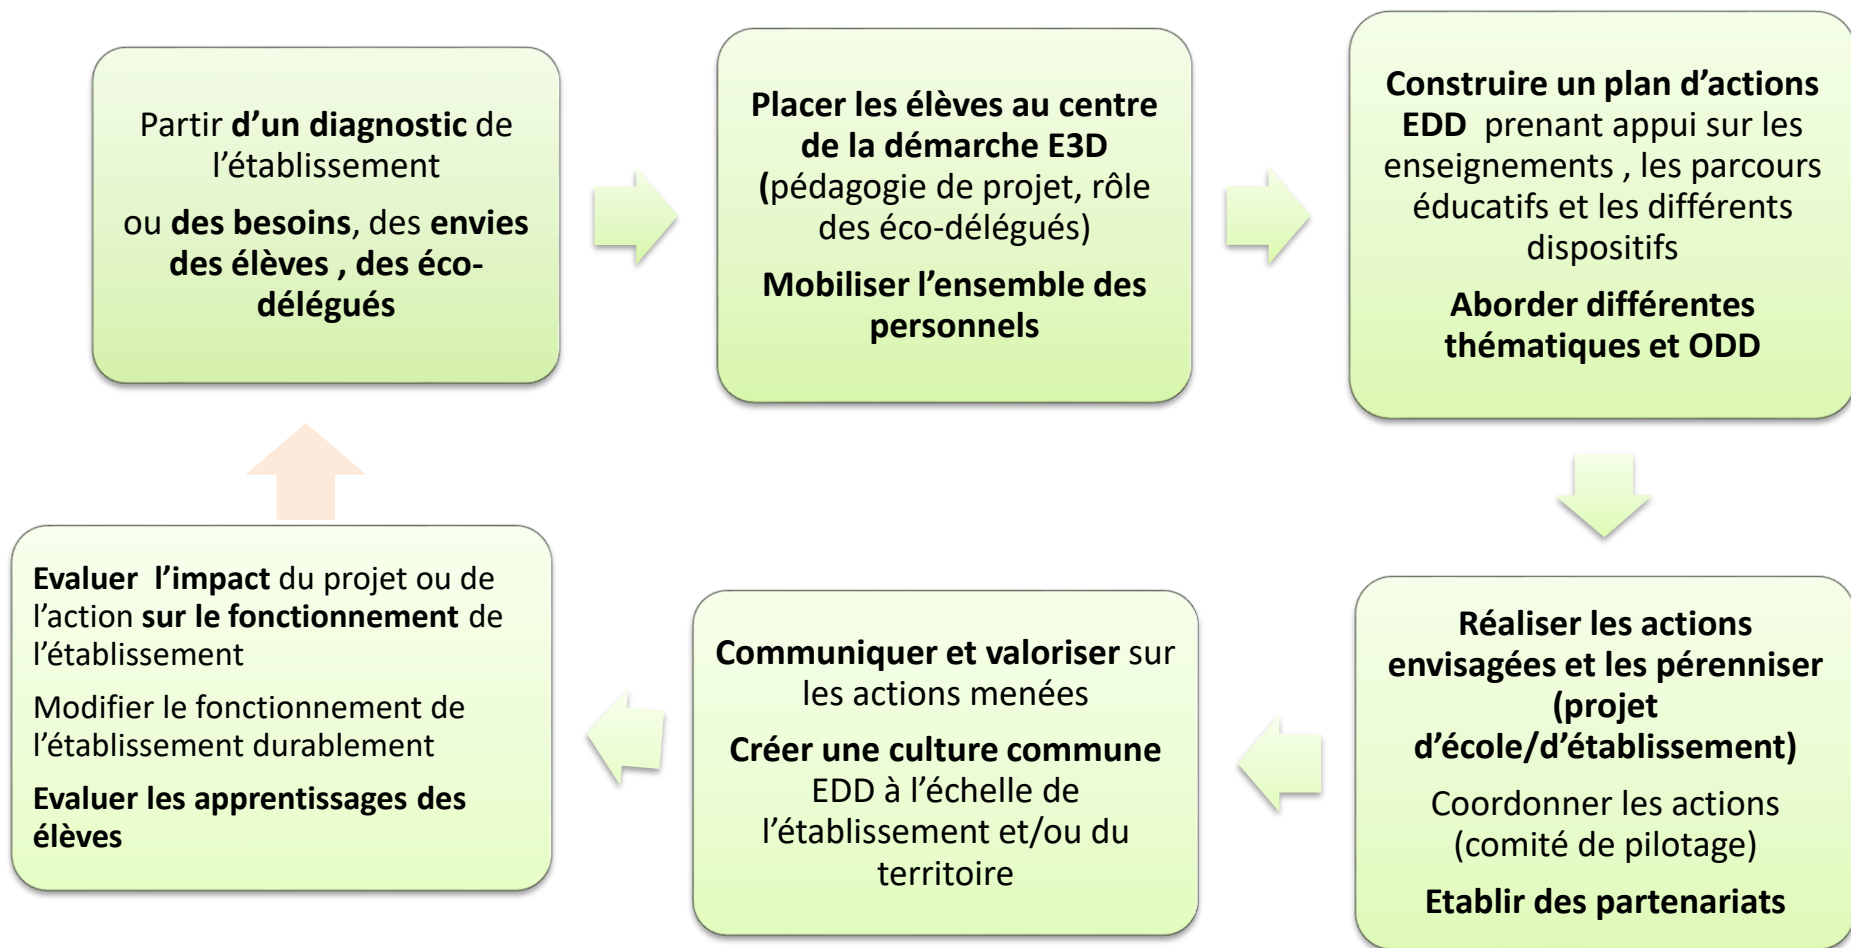 Partir d’un diagnostic de
l’établissement
ou des besoins, des envies
des élèves , des éco-
délégués
Placer les élèves au centre
de la démarche E3D
(pédagogie de projet, rôle
des éco-délégués)
Mobiliser l’ensemble des
personnels
Construire un plan d’actions
EDD prenant appui sur les
enseignements , les parcours
éducatifs et les différents
dispositifs
Aborder différentes
thématiques et ODD
Réaliser les actions
envisagées et les pérenniser
(projet
d’école/d’établissement)
Coordonner les actions
(comité de pilotage)
Etablir des partenariats
Communiquer et valoriser sur
les actions menées
Créer une culture commune
EDD à l’échelle de
l’établissement et/ou du
territoire
Evaluer l’impact du projet ou de
l’action sur le fonctionnement de
l’établissement
Modifier le fonctionnement de
l’établissement durablement
Evaluer les apprentissages des
élèves